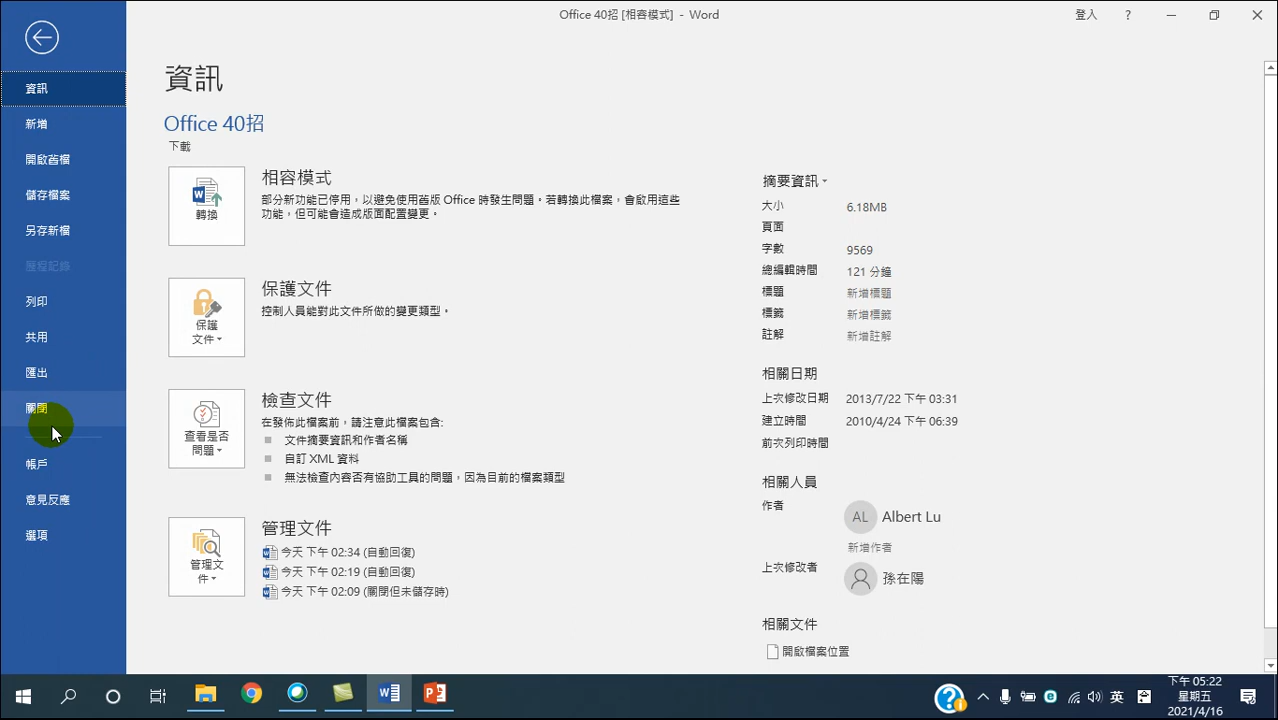 Office 40招 [相容模式] - Word
登入
?
資訊
新增
開啟舊檔
儲存檔案
另存新檔
歷程記錄
列印
共用
匯出
關閉
帳戶
意見反應
選項
資訊
Office 40招
下載
轉換
相容模式
部分新功能已停用，以避免使用舊版 Office 時發生問題。若轉換此檔案，會啟用這些
功能，但可能會造成版面配置變更。
保護
文件
保護文件
控制人員能對此文件所做的變更類型。
查看是否
問題
檢查文件
在發佈此檔案前，請注意此檔案包含:
文件摘要資訊和作者名稱
自訂 XML 資料
無法檢查內容否有協助工具的問題，因為目前的檔案類型
管理文
件
管理文件
今天 下午 02:34 (自動回復)
今天 下午 02:19 (自動回復)
今天 下午 02:09 (關閉但未儲存時)
摘要資訊
大小 6.18MB
頁面
字數 9569
總編輯時間 121 分鐘
標題 新增標題
標籤 新增標籤
註解 新增註解
相關日期
上次修改日期 2013/7/22 下午 03:31
建立時間 2010/4/24 下午 06:39
前次列印時間
相關人員
作者
AL Albert Lu
新增作者
上次修改者
孫在陽
相關文件
開啟檔案位置
英
下午 05:22
星期五
2021/4/16